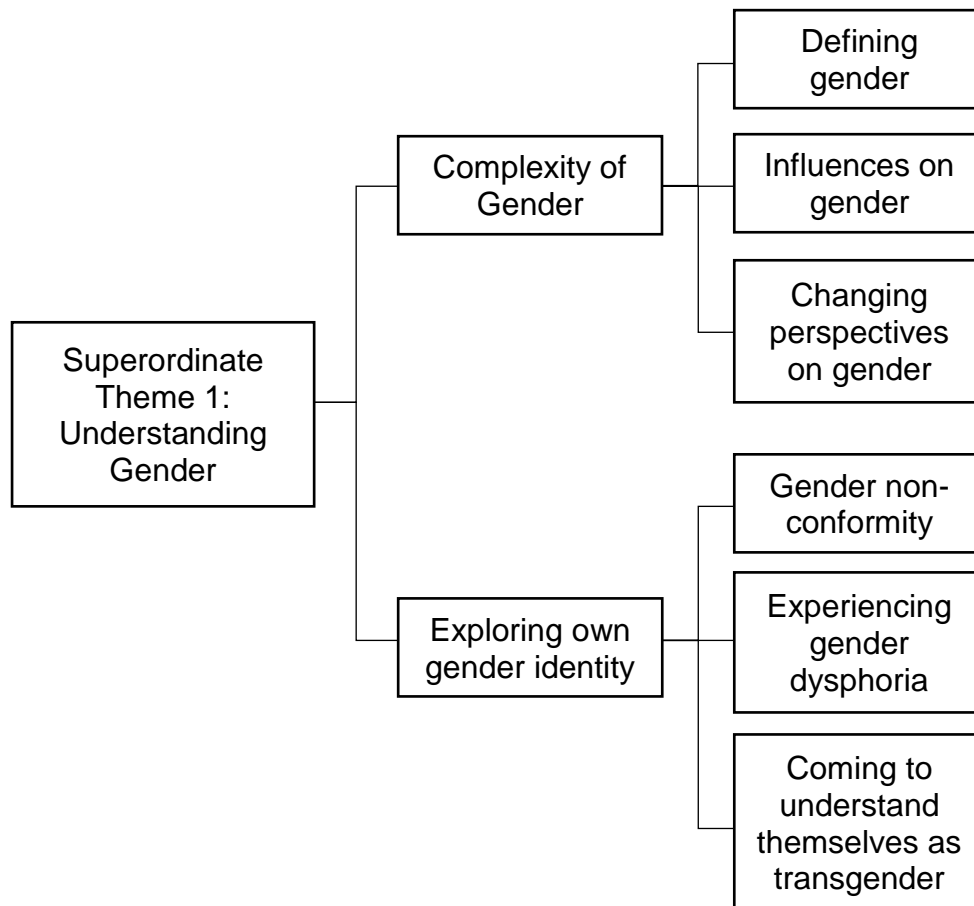 Superordinate
Theme 1:
Understanding
Gender
Complexity of
Gender
Defining
gender
Influences on
gender
Changing
perspectives
on gender
Exploring own
gender identity
Gender non-
conformity
Experiencing
gender
dysphoria
Coming to
understand
themselves as
transgender